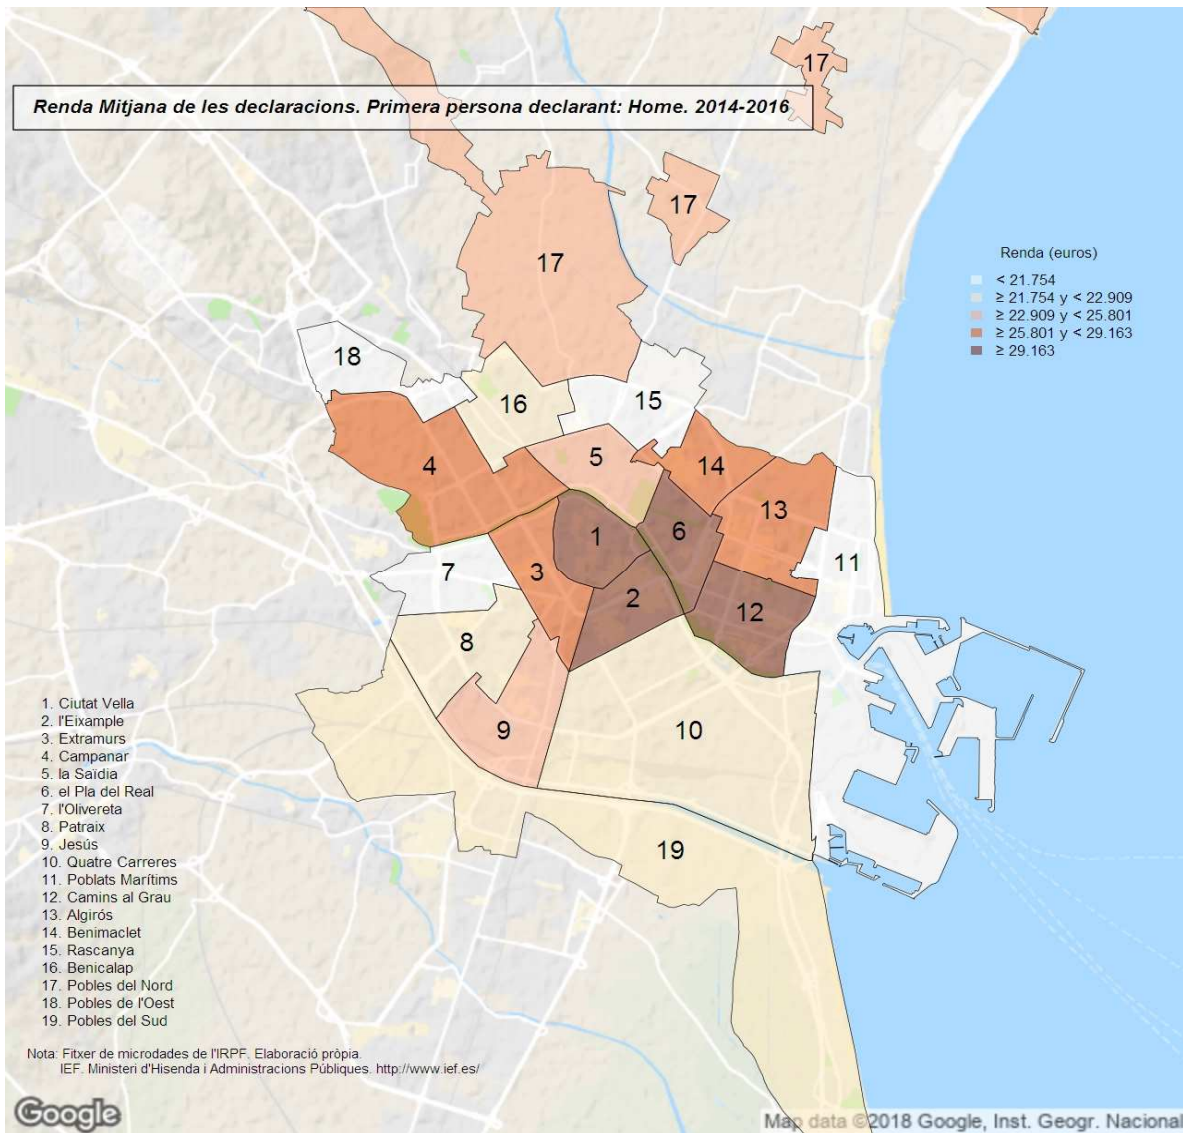 17
Renda Mitjana de les declaracions. Primera persona declarant: Home. 2014-2016
17
17
Renda (euros)
< 21.754
≥ 21.754 y < 22.909
≥ 22.909 y < 25.801
≥ 25.801 y < 29.163
≥ 29.163
18
16
15
4
5
14
13
6
1
11
7
3
2
12
8
9
10
19
1. Ciutat Vella
2. l'Eixample
3. Extramurs
4. Campanar
5. la Saïdia
6. el Pla del Real
7. l'Olivereta
8. Patraix
9. Jesús
10. Quatre Carreres
11. Poblats Marítims
12. Camins al Grau
13. Algirós
14. Benimaclet
15. Rascanya
16. Benicalap
17. Pobles del Nord
18. Pobles de l'Oest
19. Pobles del Sud
Nota: Fitxer de microdades de l'IRPF. Elaboració pròpia.
IEF. Ministeri d'Hisenda i Administracions Públiques. http://www.ief.es/
Google
Map data ©2018 Google, Inst. Geogr. Nacional